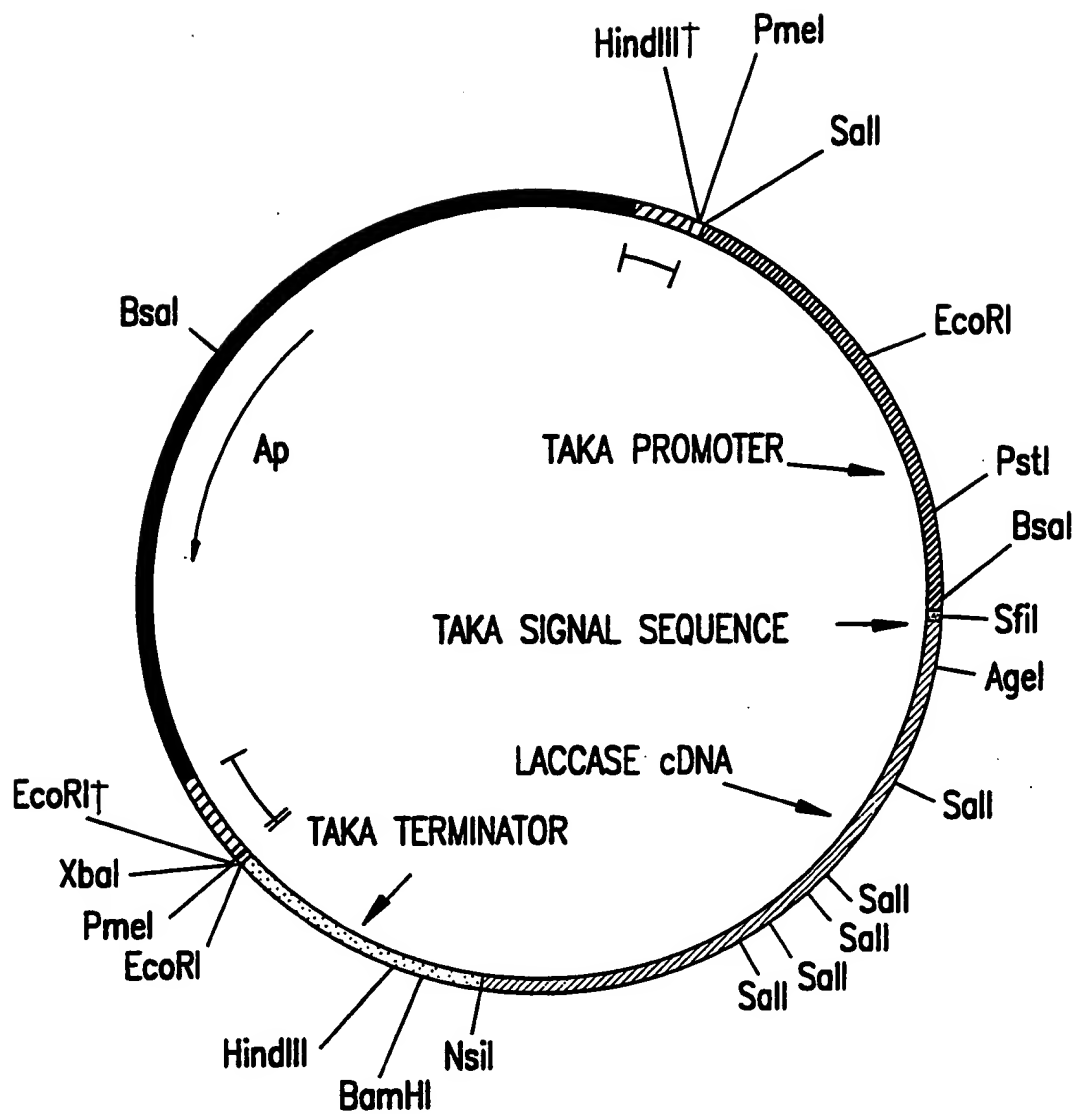 HindIII†
PmeI
SalI
BsaI
EcoRI
Ap
TAKA PROMOTER
PstI
BsaI
TAKA SIGNAL SEQUENCE
SfiI
AgeI
LACCASE cDNA
SalI
EcoRI†
TAKA TERMINATOR
XbaI
SalI
PmeI
SalI
EcoRI
SalI
SalI
HindIII
NsiI
BamHI